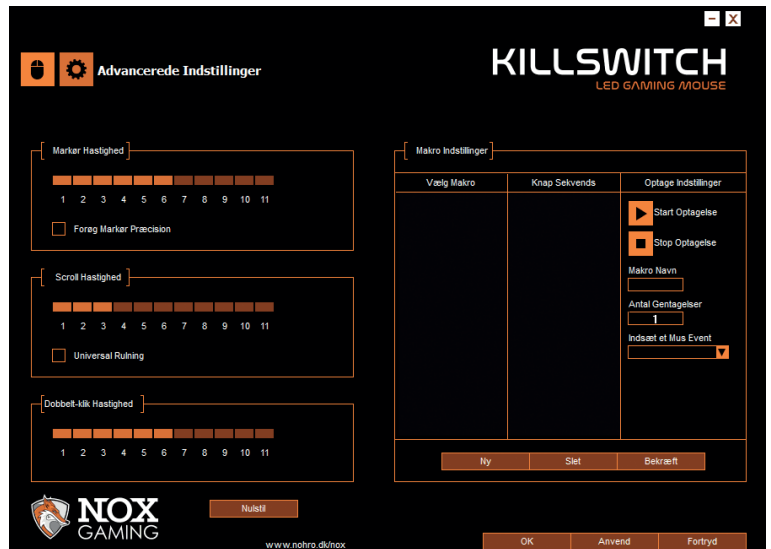 - X
Advancerede Indstillinger
KILLSWITCH
LED GAMING MOUSE
Markør Hastighed
1 2 3 4 5 6 7 8 9 10 11
Forøg Markør Præcision
Scroll Hastighed
1 2 3 4 5 6 7 8 9 10 11
Universal Rulning
Dobbelt-klik Hastighed
1 2 3 4 5 6 7 8 9 10 11
Makro Indstillinger
Vælg Makro Knap Sekvends Optage Indstillinger
Start Optagelse
Stop Optagelse
Makro Navn
Antal Gentagelser
1
Indsæt et Mus Event
Ny Slet Bekræft
NOX
GAMING
Nulstil
www.nohro.dk/nox
OK Anvend Fortryd